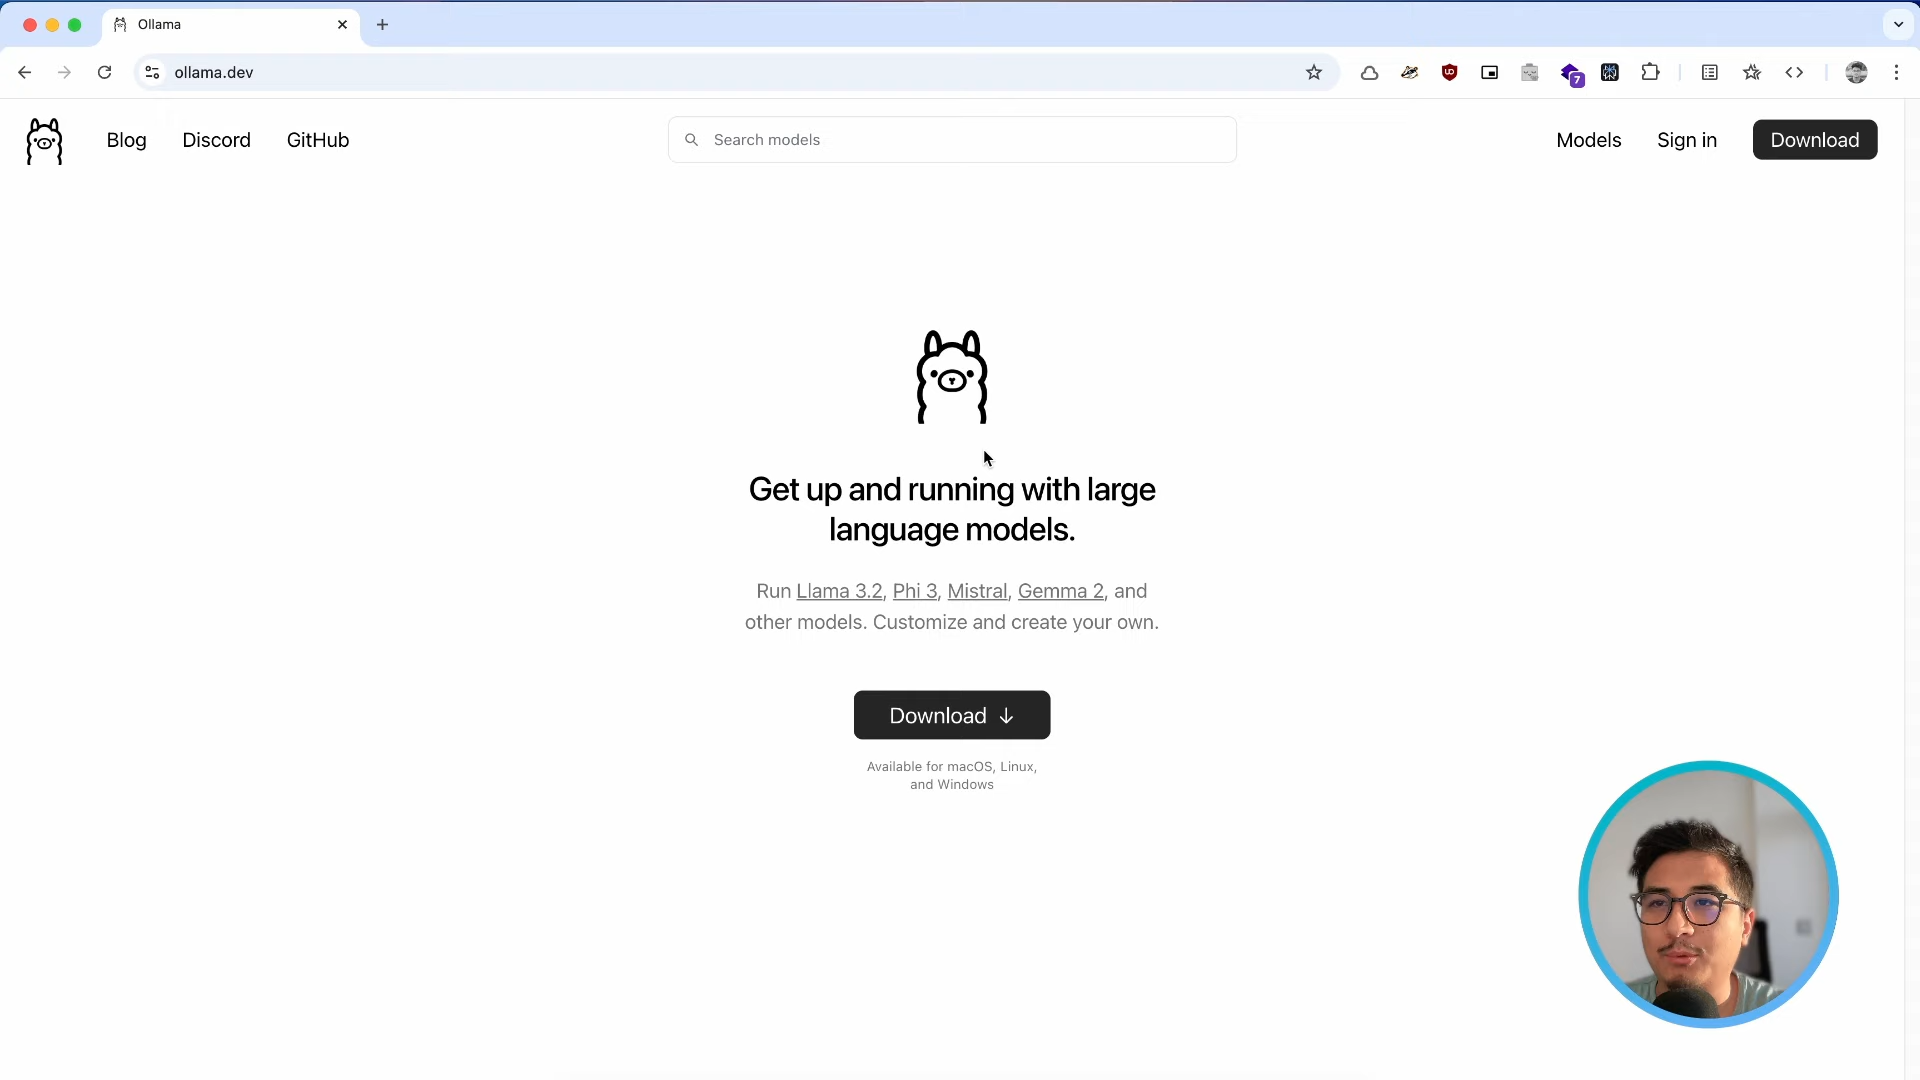 Ollama
ollama.dev
7
Blog
Discord
GitHub
Search models
Models
Sign in
Download
Get up and running with large
language models.
Run Llama 3.2, Phi 3, Mistral, Gemma 2, and
other models. Customize and create your own.
Download ↓
Available for macOS, Linux,
and Windows